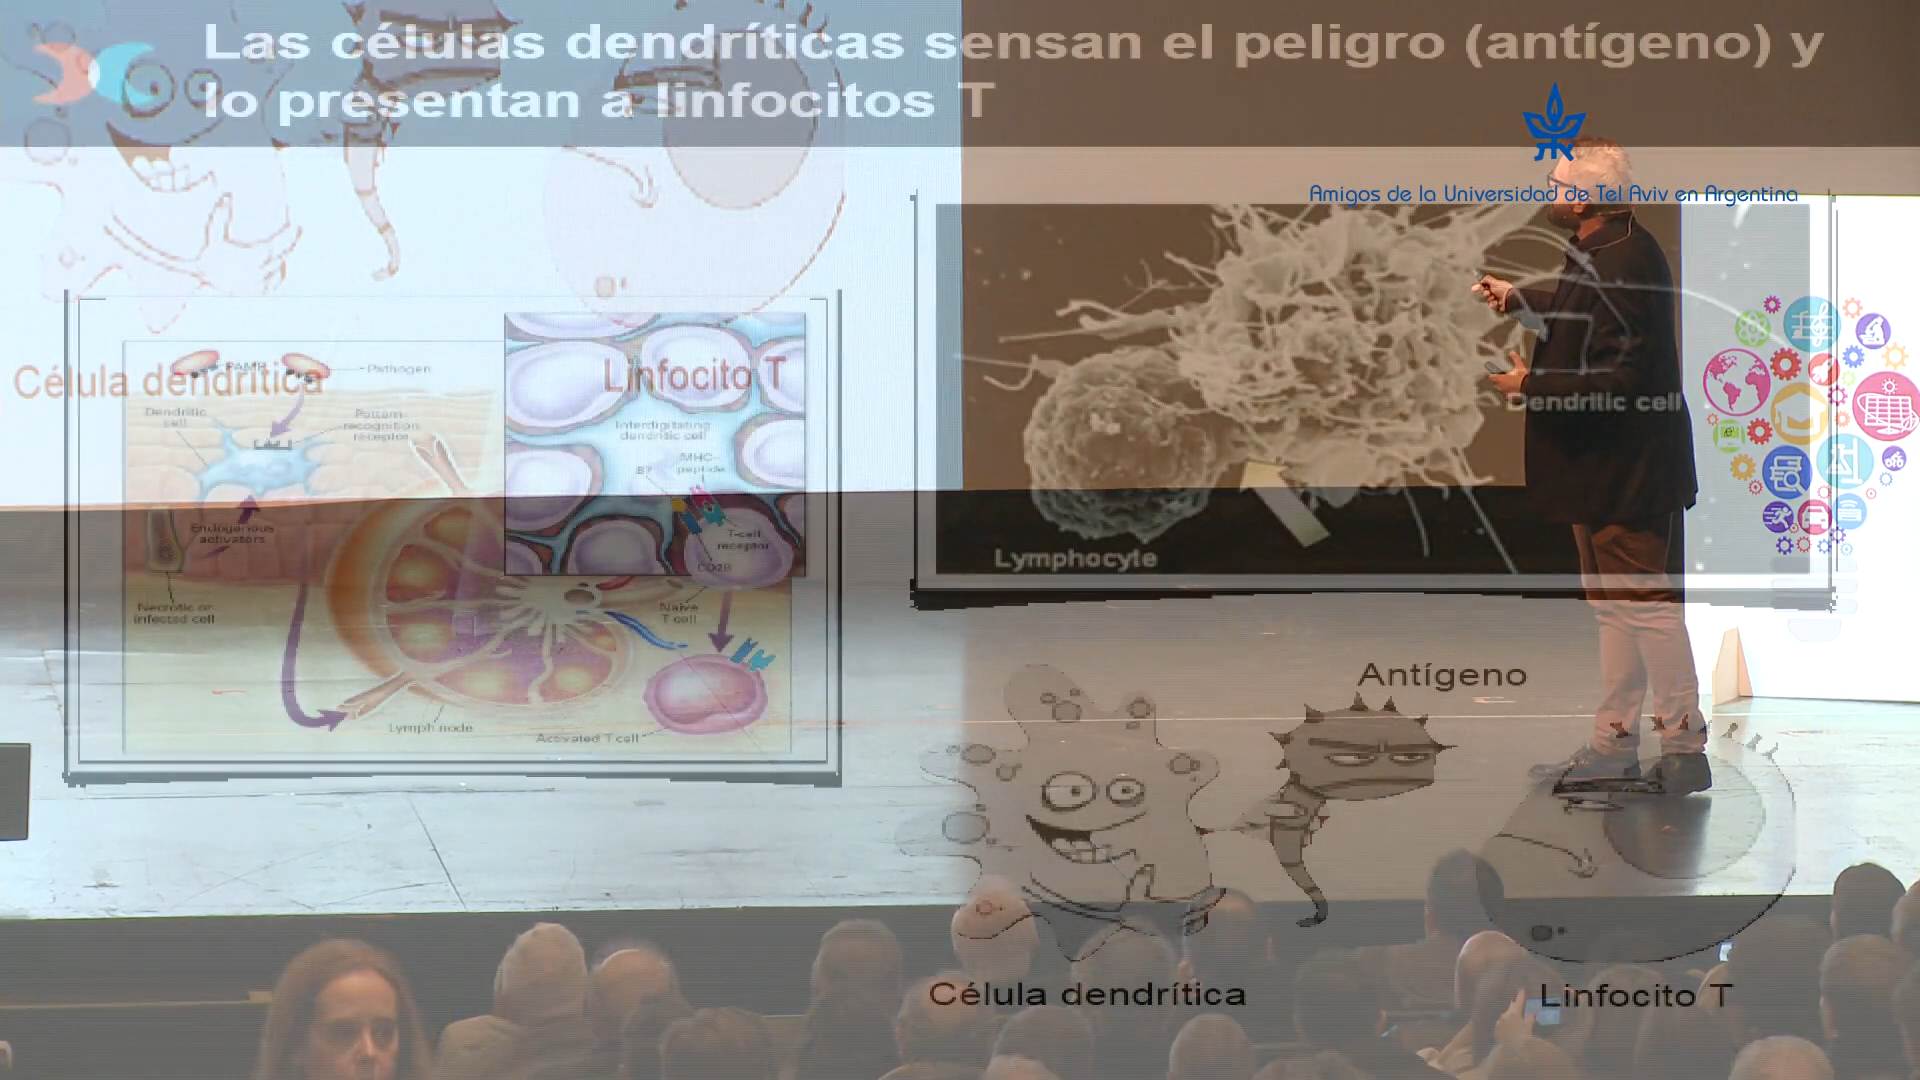 Las células dendríticas sensan el peligro (antígeno) y
lo presentan a linfocitos T
Amigos de la Universidad de Tel Aviv en Argentina
Célula dendrítica
Linfocito T
PAMP
Pathogen
Dendritic
cell
Pattern-
recognition
receptor
Interdigitating
dendritic cell
B7
MHC-
peptide
T-cell
receptor
CD28
Endogenous
activators
Necrotic or
infected cell
Naive
T cell
Lymph node
Activated T cell
Dendritic cell
Lymphocyte
Antígeno
Célula dendrítica
Linfocito T